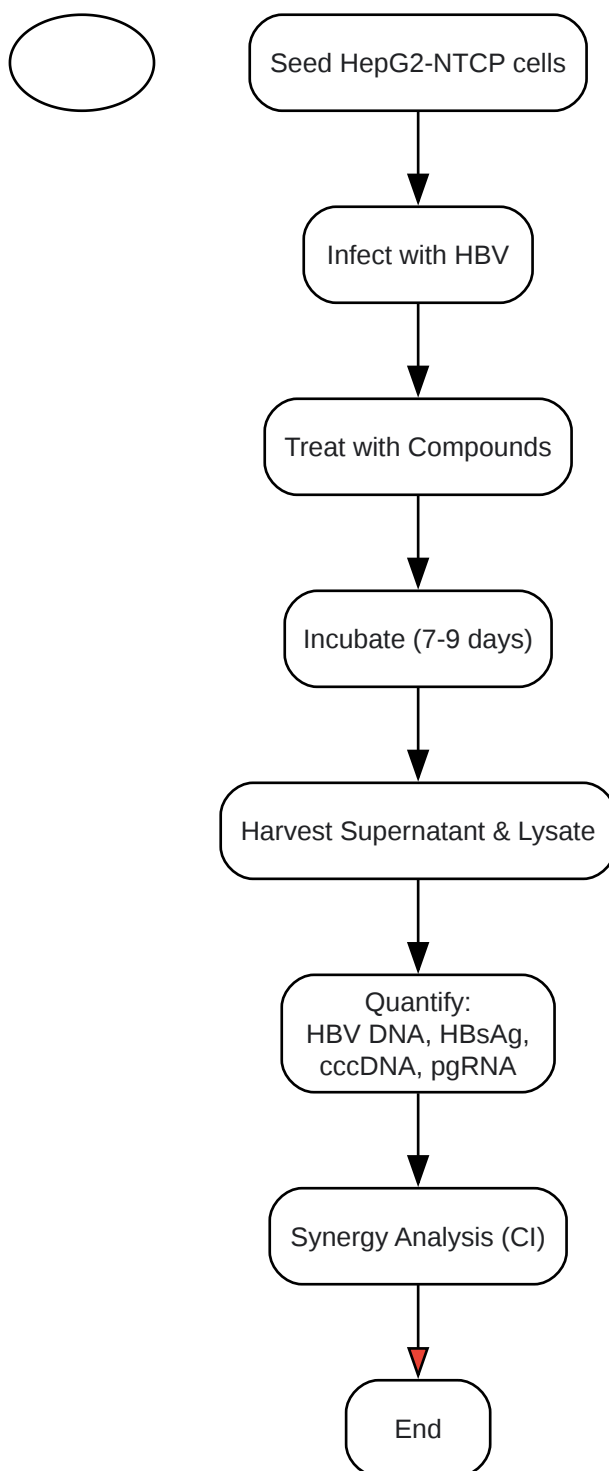 Seed HepG2-NTCP cells
Infect with HBV
Treat with Compounds
Incubate (7-9 days)
Harvest Supernatant & Lysate
Quantify:
HBV DNA, HBsAg,
cccDNA, pgRNA
Synergy Analysis (CI)
End